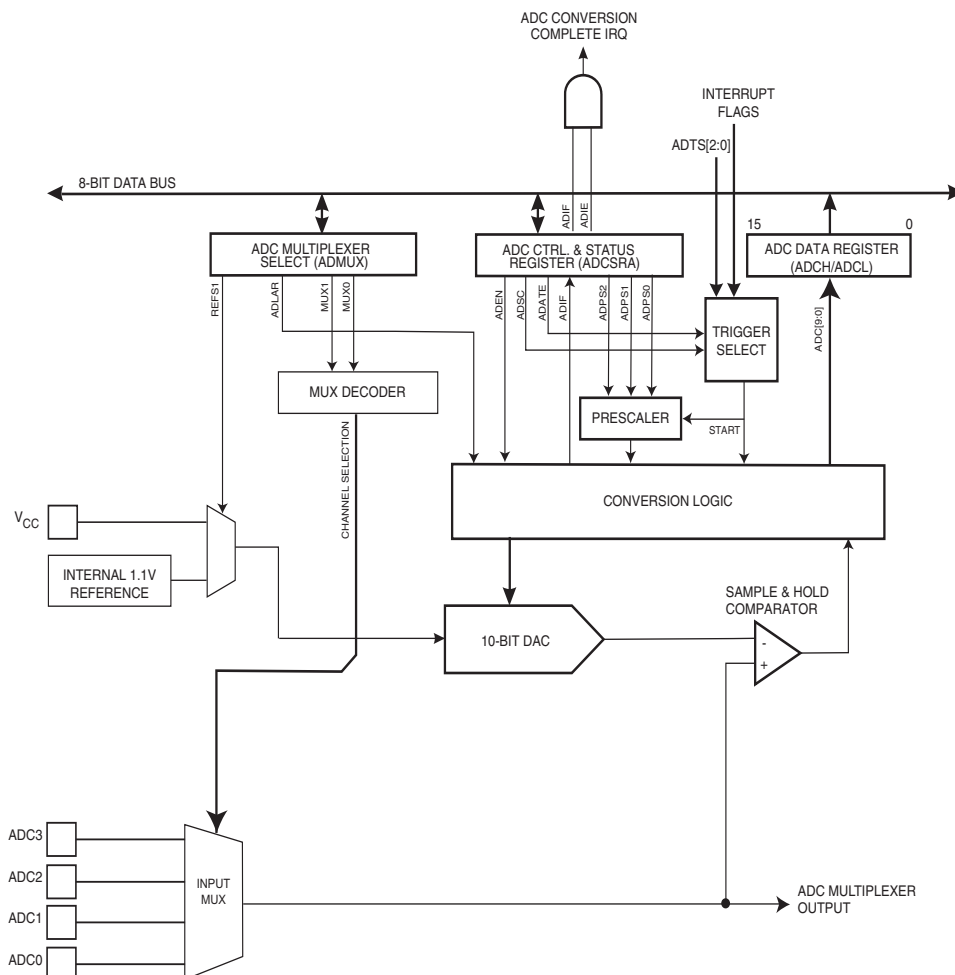 ADC CONVERSION
COMPLETE IRQ
INTERRUPT
FLAGS
ADTS[2:0]
8-BIT DATA BUS
ADIF
ADIE
15
0
ADC MULTIPLEXER
SELECT (ADMUX)
ADC CTRL. & STATUS
REGISTER (ADCSRA)
ADC DATA REGISTER
(ADCH/ADCL)
REFS1
ADLAR
MUX1
MUX0
ADEN
ADSC
ADATE
ADIF
ADPS2
ADPS1
ADPS0
ADC[9:0]
TRIGGER
SELECT
MUX DECODER
PRESCALER
START
CHANNEL SELECTION
CONVERSION LOGIC
VCC
INTERNAL 1.1V
REFERENCE
SAMPLE & HOLD
COMPARATOR
10-BIT DAC
-
+
ADC3
ADC2
ADC1
ADC0
INPUT
MUX
ADC MULTIPLEXER
OUTPUT